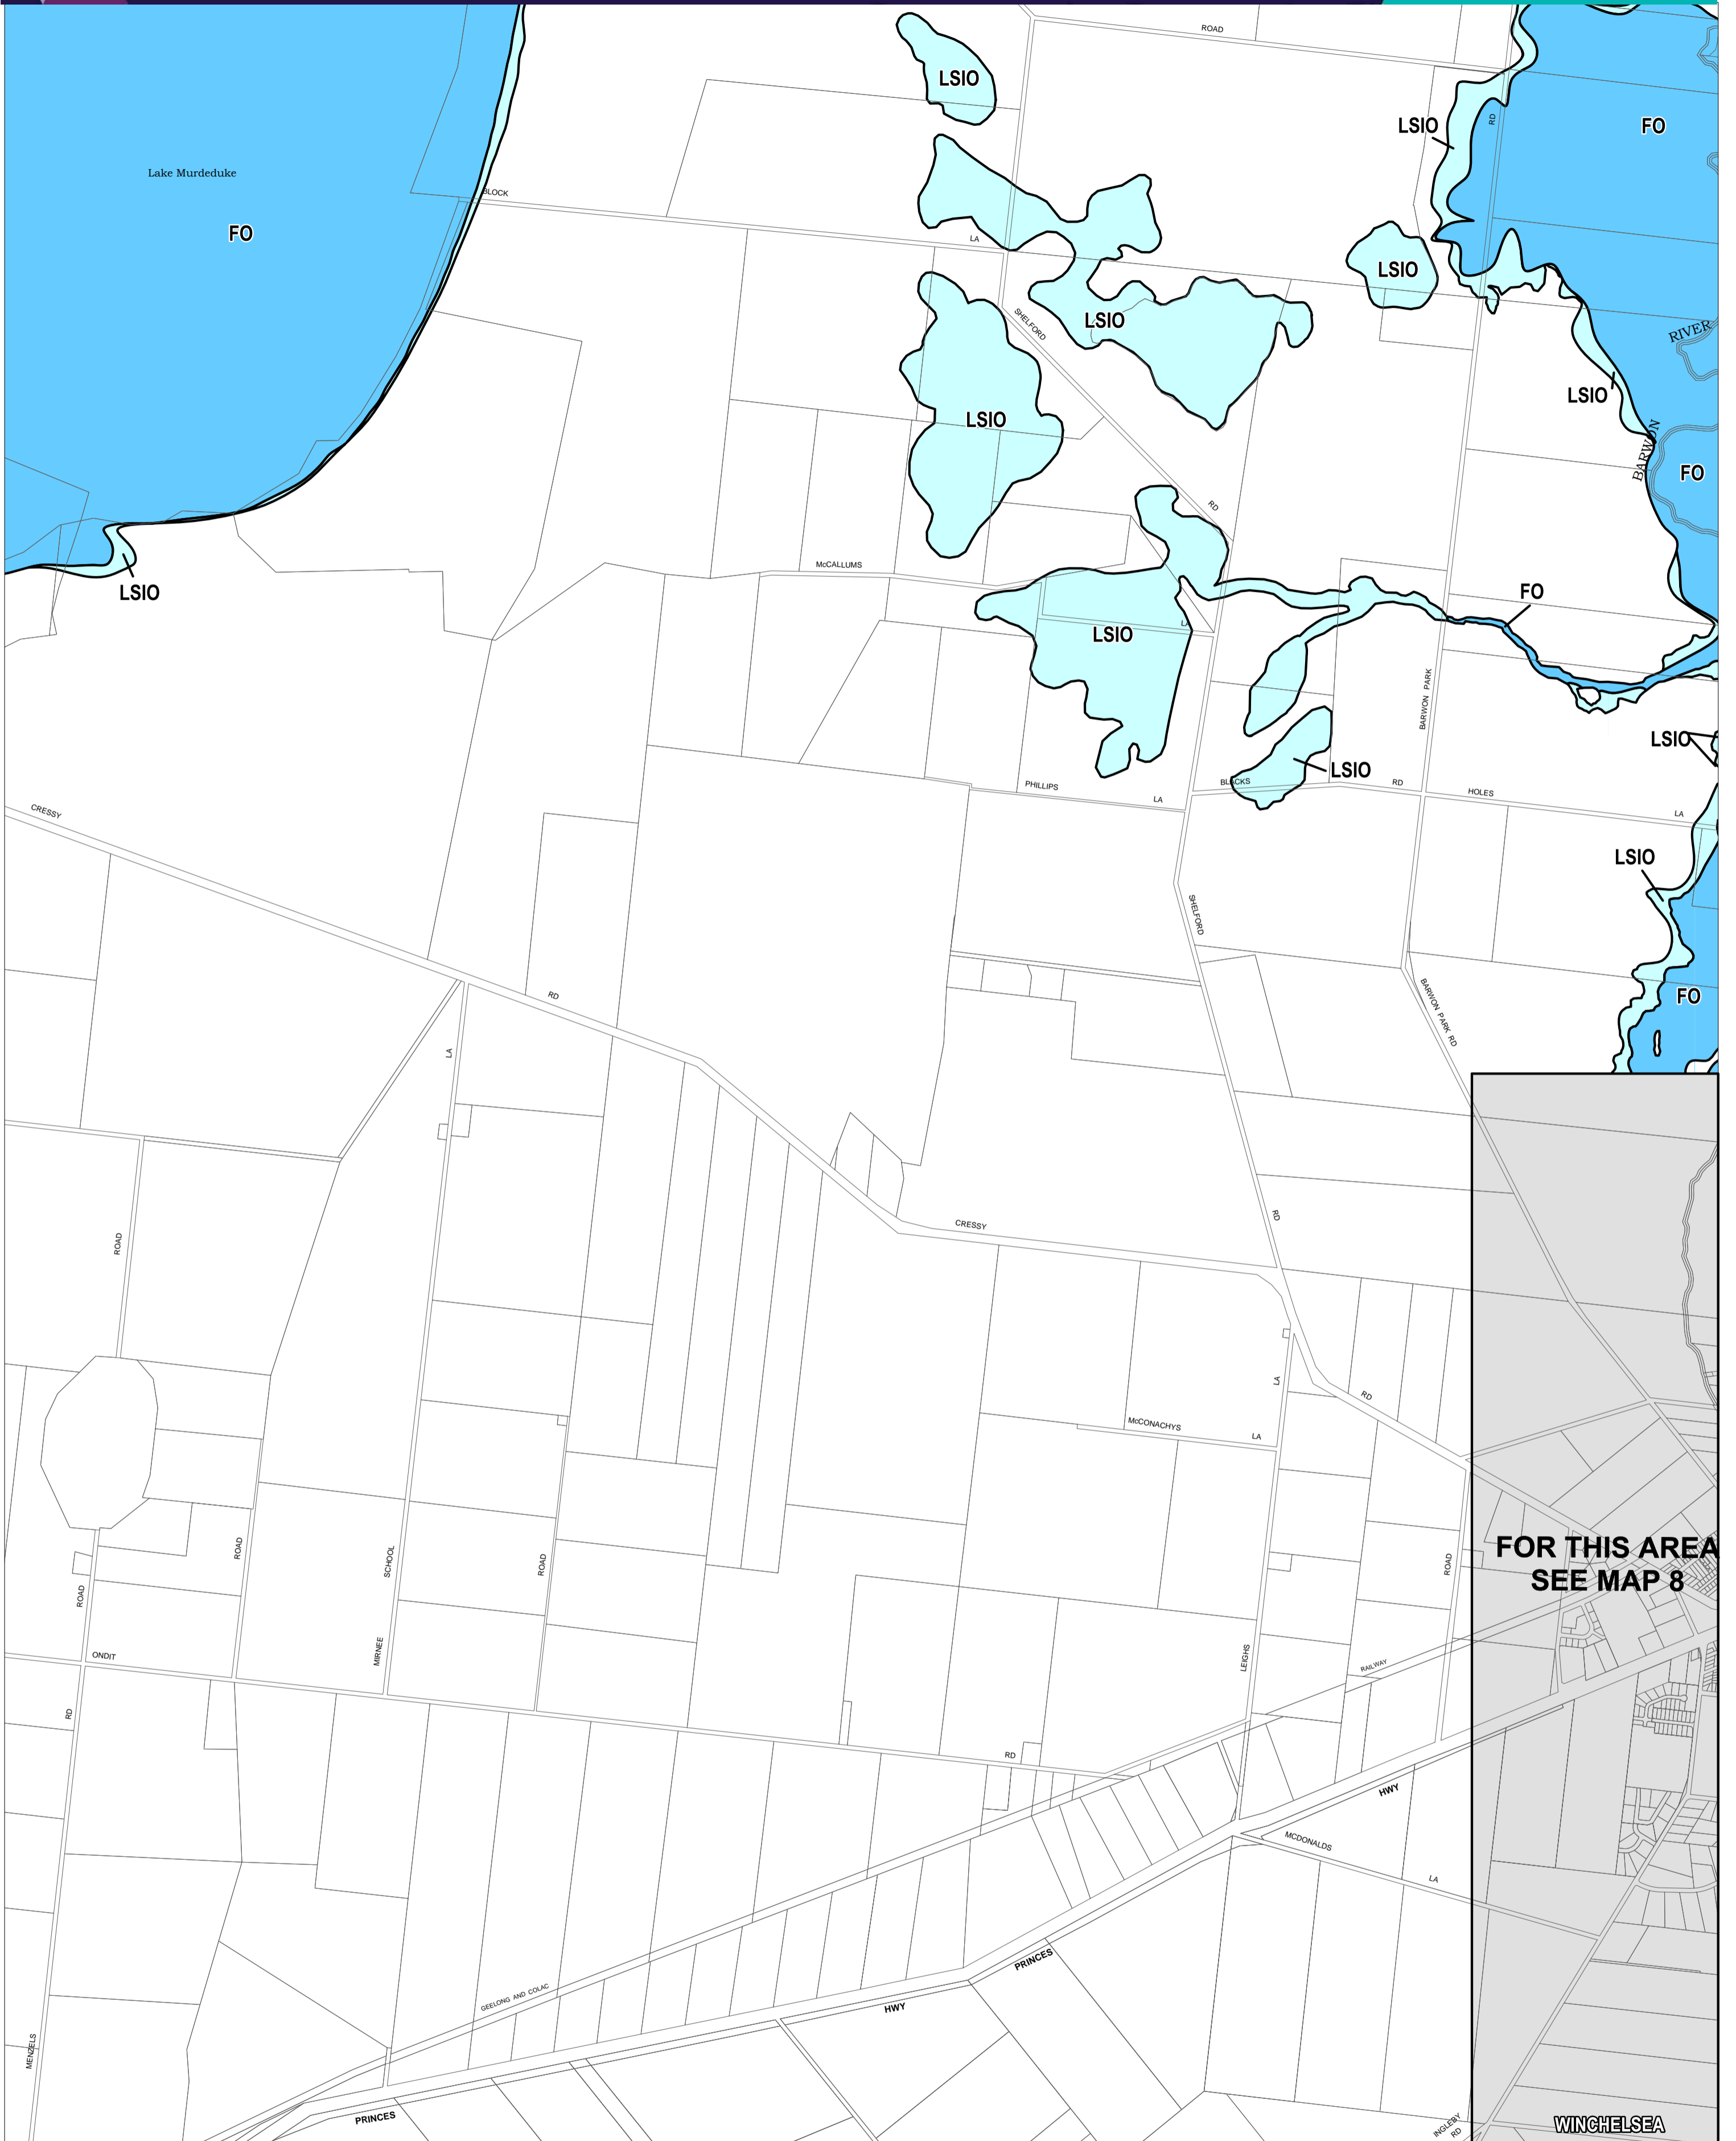 ROAD
LSIO
LSIO
FO
RD
Lake Murdeduke
FO
BLOCK
LA
LSIO
LSIO
SHELFORD
RIVER
LSIO
LSIO
BARWON
FO
RD
McCALLUMS
LSIO
FO
LA
LSIO
BARWON PARK
LSIO
LSIO
BLACKS
RD
PHILLIPS
LA
HOLES
LA
CRESSY
LSIO
SHELFORD
RD
FO
BARWON PARK RD
LA
CRESSY
RD
ROAD
LA
RD
McCONACHYS
LA
FOR THIS AREA
SEE MAP 8
ROAD
SCHOOL
ROAD
ROAD
ROAD
MIRNEE
LEIGHS
RAILWAY
ONDIT
RD
RD
HWY
MCDONALDS
LA
PRINCES
GEELONG AND COLAC
HWY
MENZELS
PRINCES
INGLEBY
RD
WINCHELSEA